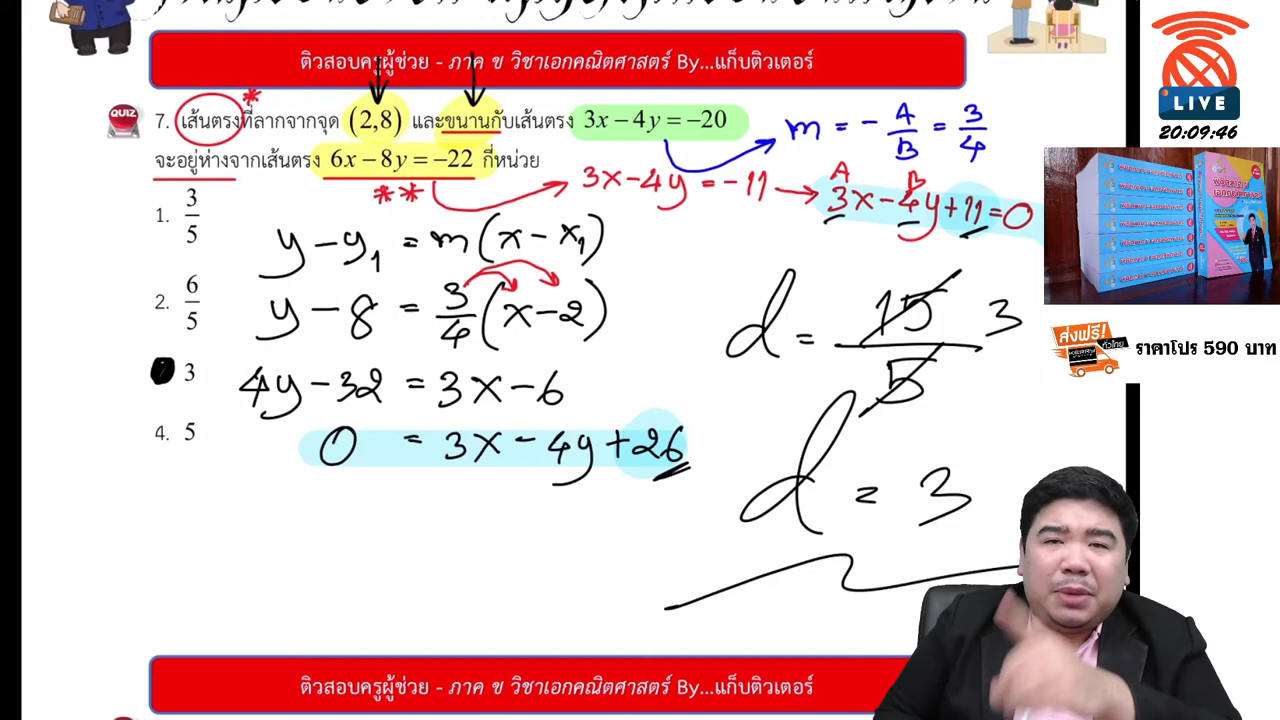 ติวสอบครูผู้ช่วย - ภาค ข วิชาเอกคณิตศาสตร์ By...แก็บติวเตอร์
LIVE
20:09:46
QUIZ
7. เส้นตรงที่ลากจากจุด (2,8) และขนานกับเส้นตรง 3x − 4y = −20
m = - A/B = 3/4
จะอยู่ห่างจากเส้นตรง 6x − 8y = −22 กี่หน่วย
**
3x - 4y = -11 → 3x - 4y + 11 = 0
A B
1. 3/5
y - y₁ = m(x - x₁)
2. 6/5
y - 8 = 3/4 (x - 2)
d = 15/5 3
ส่งฟรี!
ทั่วไทย
KERRY
ราคาโปร 590 บาท
3
4y - 32 = 3x - 6
4. 5
0 = 3x - 4y + 26
d = 3
ติวสอบครูผู้ช่วย - ภาค ข วิชาเอกคณิตศาสตร์ By...แก็บติวเตอร์